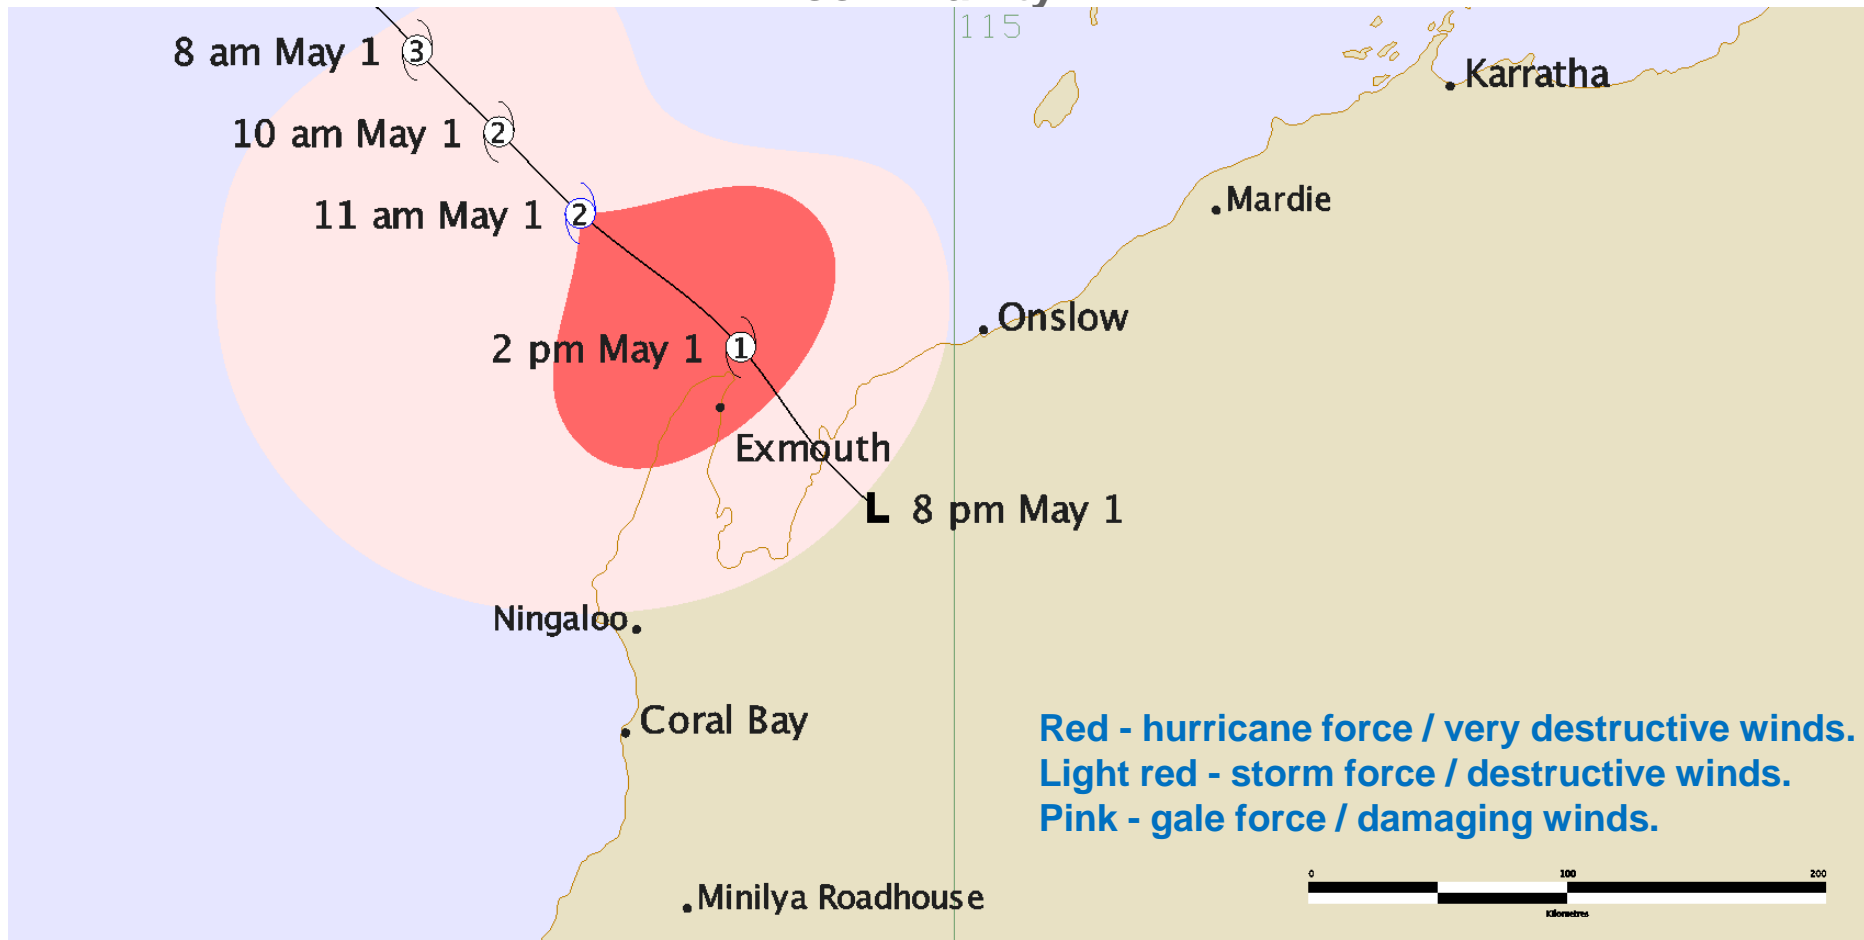 115
8 am May 1
3
Karratha
10 am May 1
2
11 am May 1
2
Mardie
Onslow
2 pm May 1
1
Exmouth
L 8 pm May 1
Ningaloo
Coral Bay
Red - hurricane force / very destructive winds.
Light red - storm force / destructive winds.
Pink - gale force / damaging winds.
0 100 200
Kilometres
Minilya Roadhouse